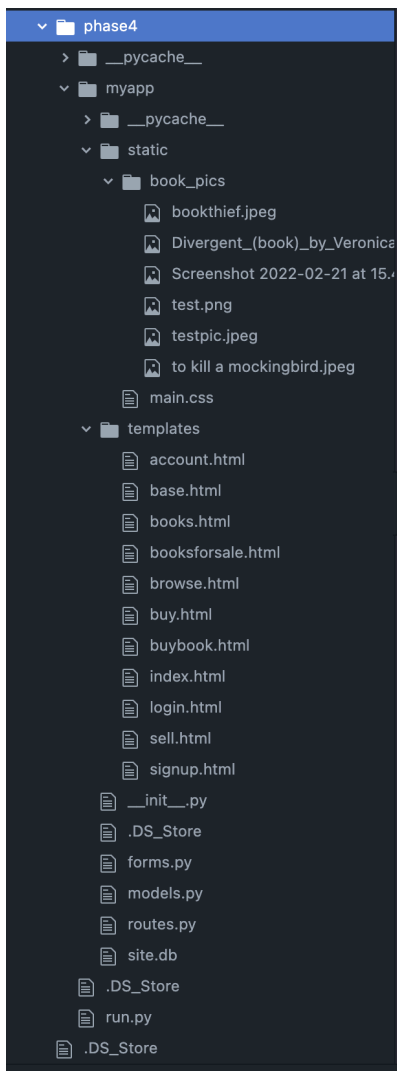 phase4
__pycache__
myapp
__pycache__
static
book_pics
bookthief.jpeg
Divergent_(book)_by_Veronica
Screenshot 2022-02-21 at 15.4
test.png
testpic.jpeg
to kill a mockingbird.jpeg
main.css
templates
account.html
base.html
books.html
booksforsale.html
browse.html
buy.html
buybook.html
index.html
login.html
sell.html
signup.html
__init__.py
.DS_Store
forms.py
models.py
routes.py
site.db
.DS_Store
run.py
.DS_Store